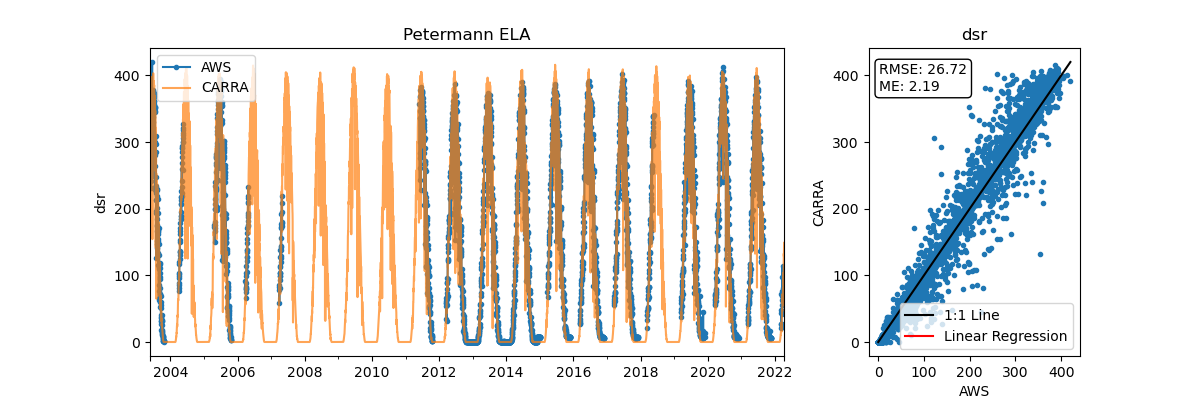 Petermann ELA
dsr
400
300
200
100
0
2004
2006
2008
2010
2012
2014
2016
2018
2020
2022
AWS
CARRA
dsr
dsr
RMSE: 26.72
ME: 2.19
400
300
200
100
0
CARRA
0
100
200
300
400
AWS
1:1 Line
Linear Regression